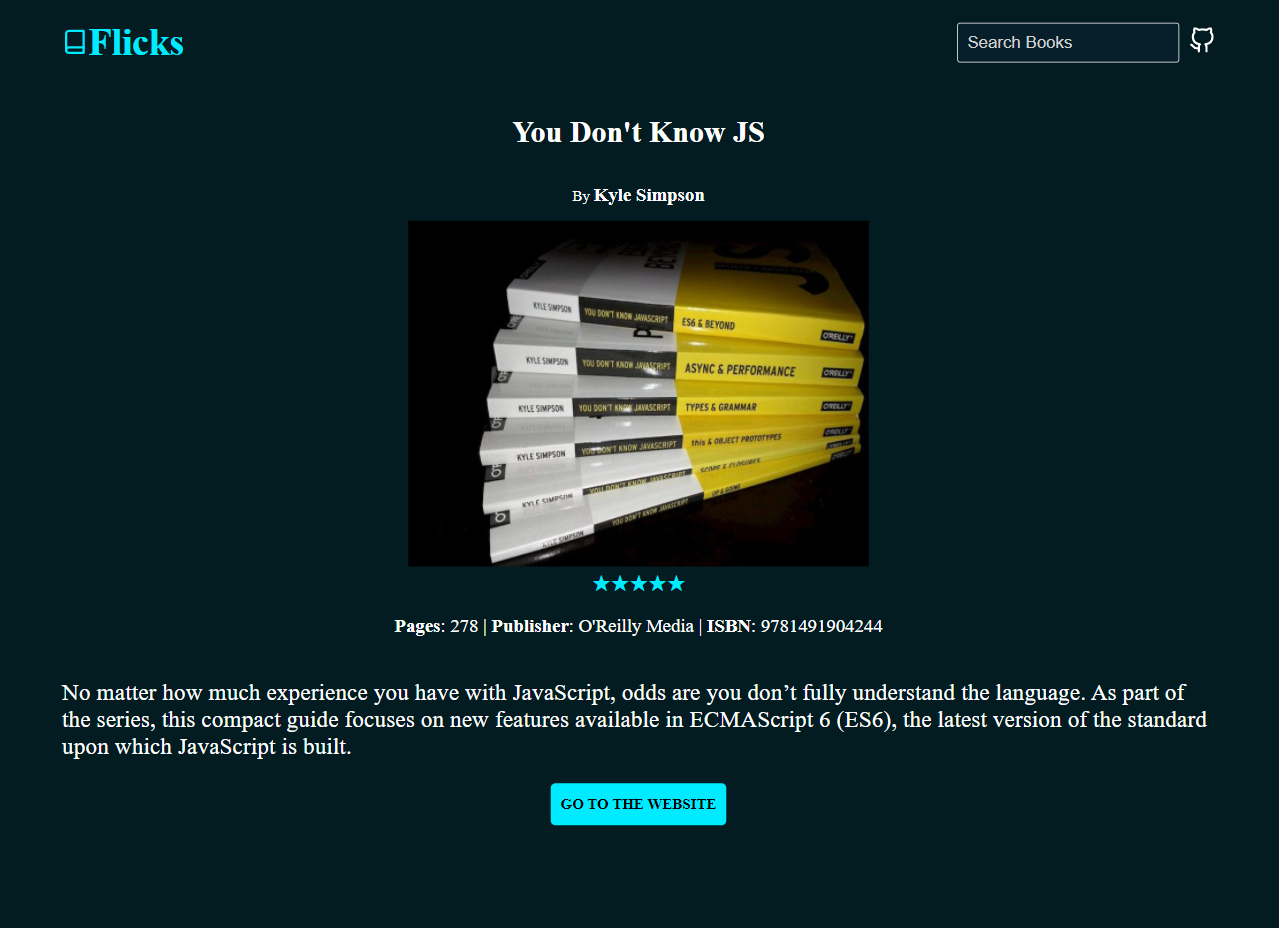 Flicks
Search Books
You Don't Know JS
By Kyle Simpson
JS
KYLE SIMPSON YOU DON'T KNOW JAVASCRIPT ES6 & BEYOND O'REILLY
KYLE SIMPSON YOU DON'T KNOW JAVASCRIPT ASYNC & PERFORMANCE O'REILLY
KYLE SIMPSON YOU DON'T KNOW JAVASCRIPT TYPES & GRAMMAR O'REILLY
KYLE SIMPSON YOU DON'T KNOW JAVASCRIPT this & OBJECT PROTOTYPES O'REILLY
KYLE SIMPSON YOU DON'T KNOW JAVASCRIPT SCOPE & CLOSURES O'REILLY
KYLE SIMPSON YOU DON'T KNOW JAVASCRIPT UP & GOING O'REILLY
★★★★★
Pages: 278 | Publisher: O'Reilly Media | ISBN: 9781491904244
No matter how much experience you have with JavaScript, odds are you don’t fully understand the language. As part of
the series, this compact guide focuses on new features available in ECMAScript 6 (ES6), the latest version of the standard
upon which JavaScript is built.
GO TO THE WEBSITE